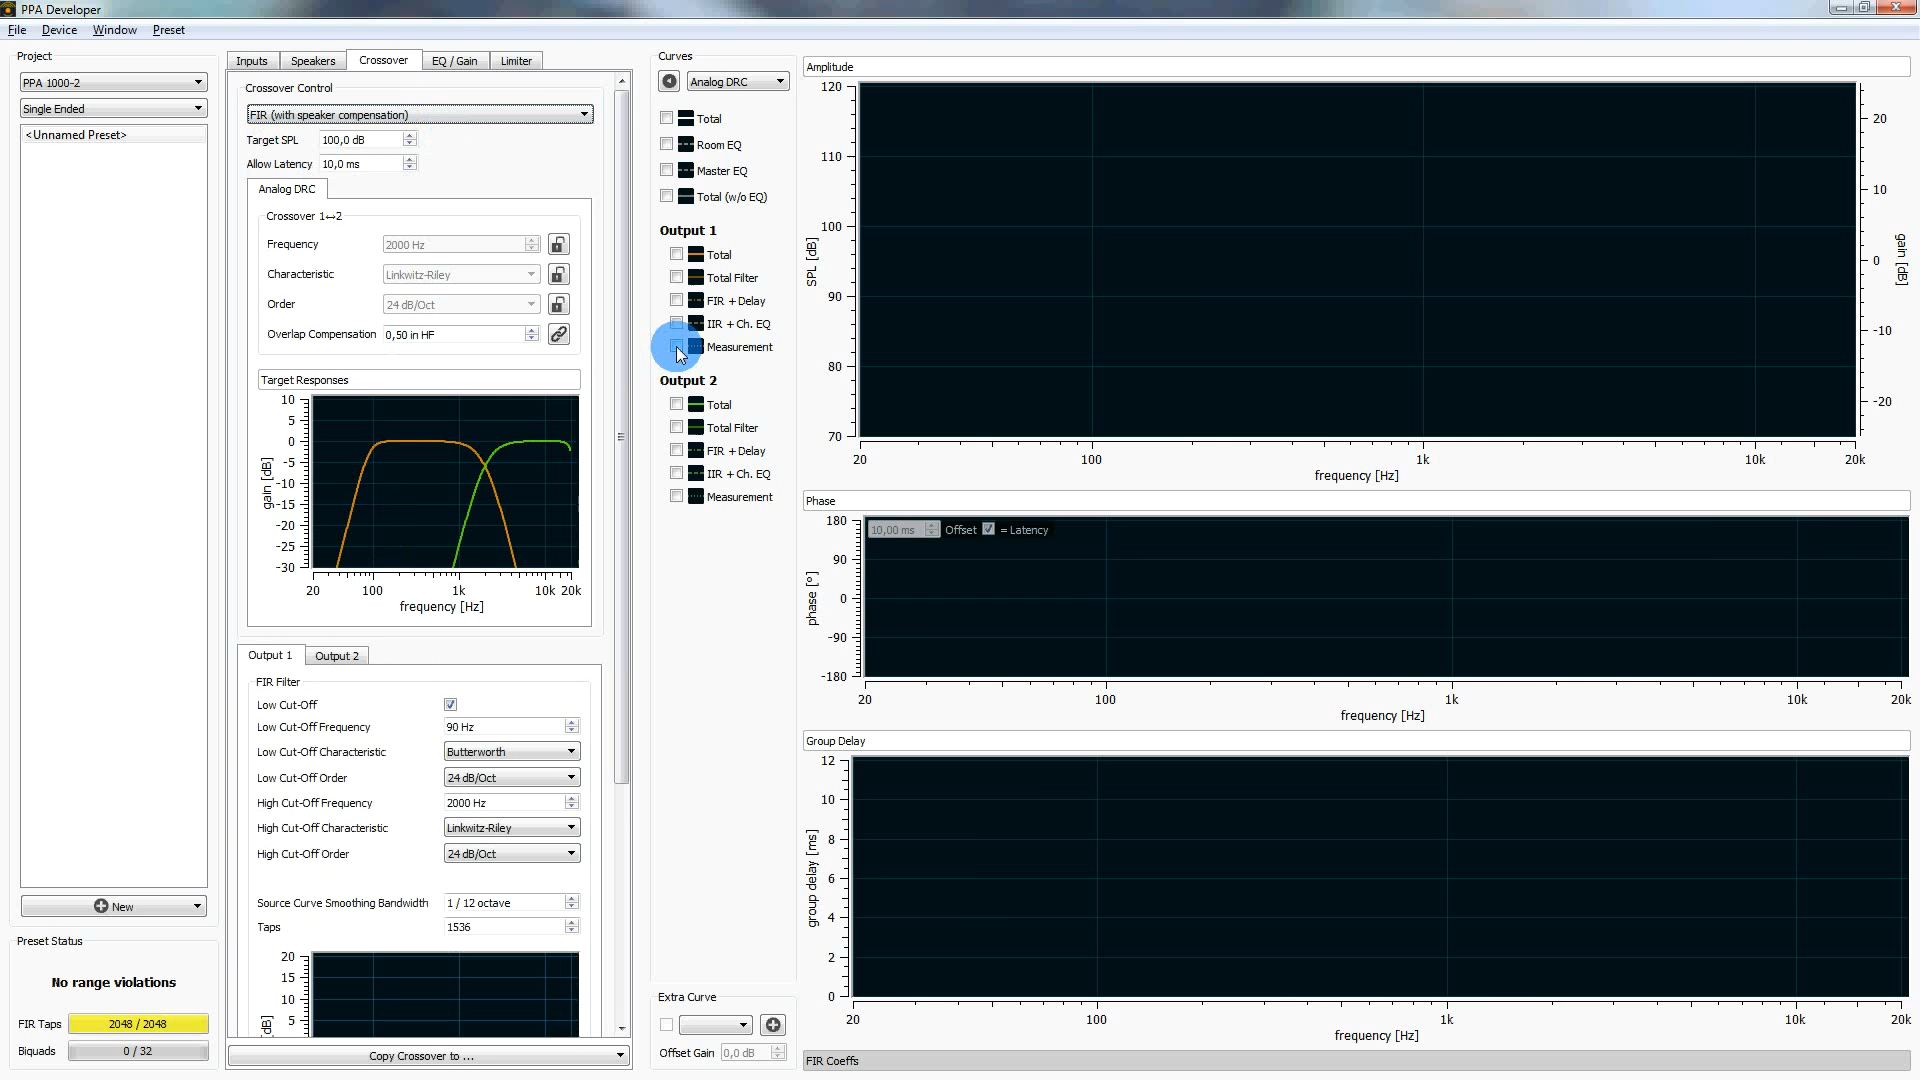 PPA Developer
File Device Window Preset
Project
PPA 1000-2
Single Ended
<Unnamed Preset>
New
Preset Status
No range violations
FIR Taps 2048 / 2048
Biquads 0 / 32
Inputs Speakers Crossover EQ / Gain Limiter
Crossover Control
FIR (with speaker compensation)
Target SPL 100,0 dB
Allow Latency 10,0 ms
Analog DRC
Crossover 1↔2
Frequency 2000 Hz
Characteristic Linkwitz-Riley
Order 24 dB/Oct
Overlap Compensation 0,50 in HF
Target Responses
10
5
0
-5
-10
-15
-20
-25
-30
gain [dB]
20 100 1k 10k 20k
frequency [Hz]
Output 1 Output 2
FIR Filter
Low Cut-Off
Low Cut-Off Frequency 90 Hz
Low Cut-Off Characteristic Butterworth
Low Cut-Off Order 24 dB/Oct
High Cut-Off Frequency 2000 Hz
High Cut-Off Characteristic Linkwitz-Riley
High Cut-Off Order 24 dB/Oct
Source Curve Smoothing Bandwidth 1 / 12 octave
Taps 1536
20
15
10
5
[dB]
Copy Crossover to ...
Curves
Analog DRC
Total
Room EQ
Master EQ
Total (w/o EQ)
Output 1
Total
Total Filter
FIR + Delay
IIR + Ch. EQ
Measurement
Output 2
Total
Total Filter
FIR + Delay
IIR + Ch. EQ
Measurement
Extra Curve
Offset Gain 0,0 dB
Amplitude
120
110
100
90
80
70
SPL [dB]
20
10
0
-10
-20
gain [dB]
20 100 1k 10k 20k
frequency [Hz]
Phase
10,00 ms Offset = Latency
180
90
0
-90
-180
phase [°]
20 100 1k 10k 20k
frequency [Hz]
Group Delay
12
10
8
6
4
2
0
group delay [ms]
20 100 1k 10k 20k
frequency [Hz]
FIR Coeffs